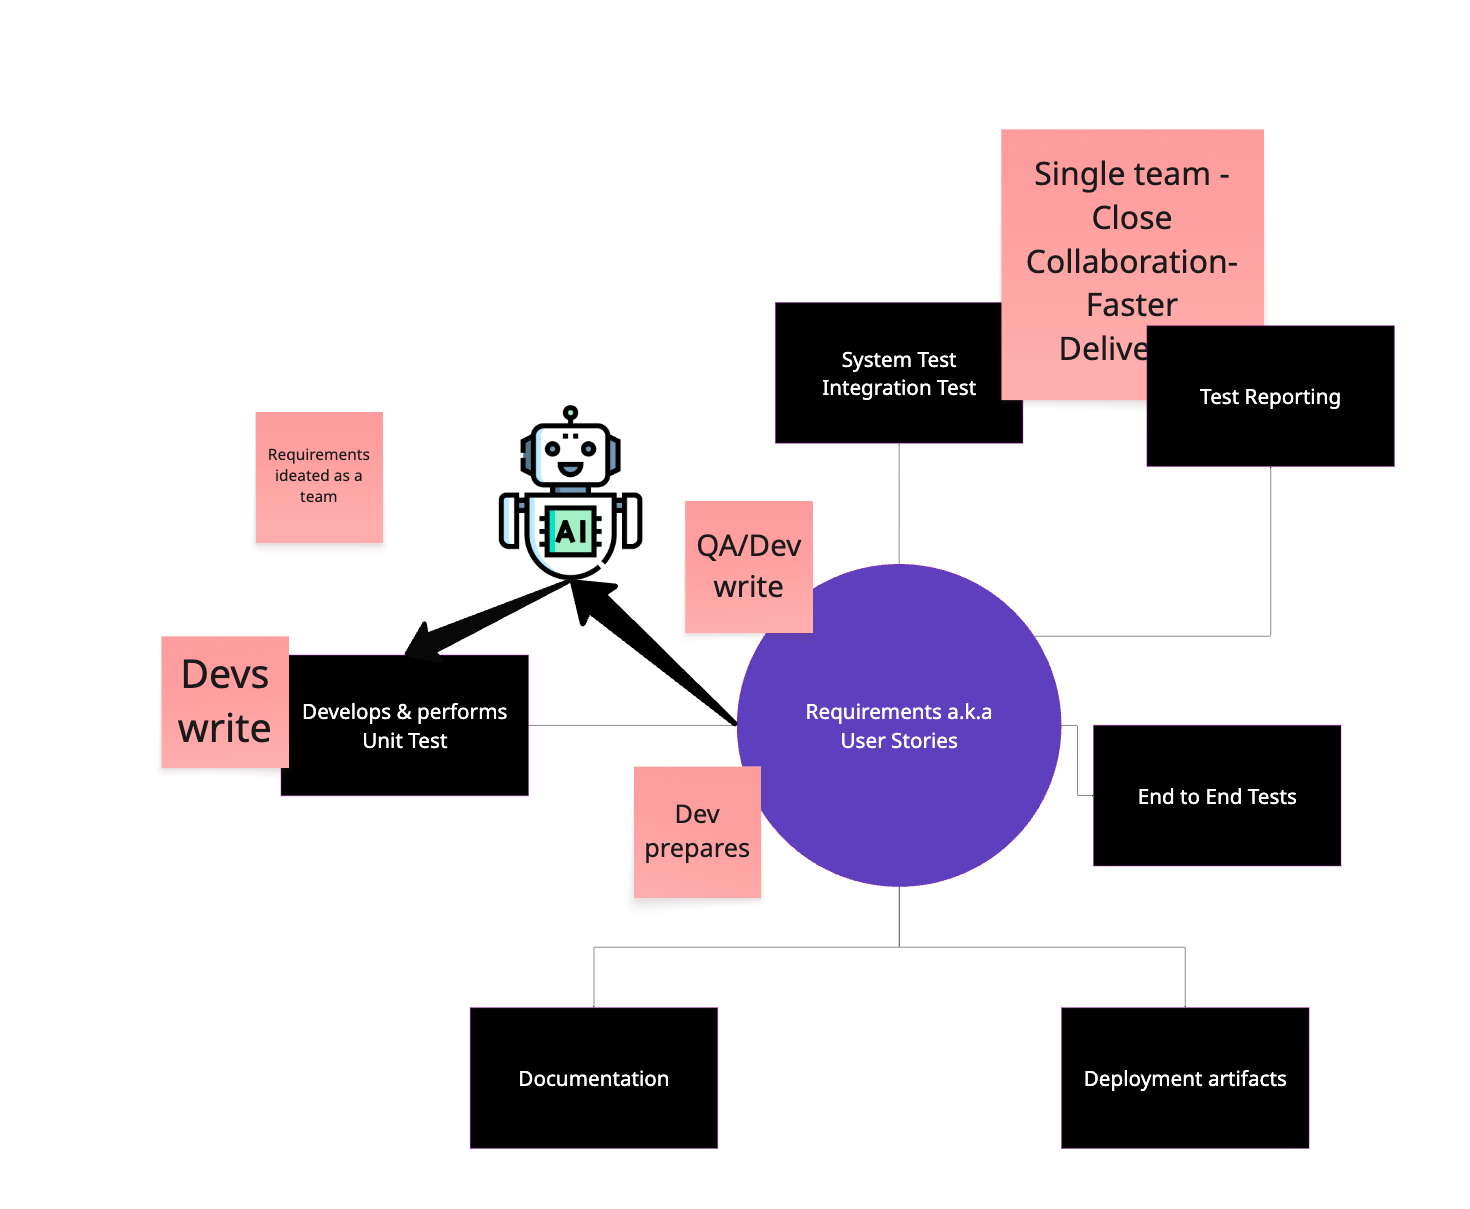 Single team -
Close
Collaboration-
Faster
Delive
System Test
Integration Test
Test Reporting
Requirements
ideated as a
team
AI
QA/Dev
write
Devs
write
Develops & performs
Unit Test
Requirements a.k.a
User Stories
Dev
prepares
End to End Tests
Documentation
Deployment artifacts